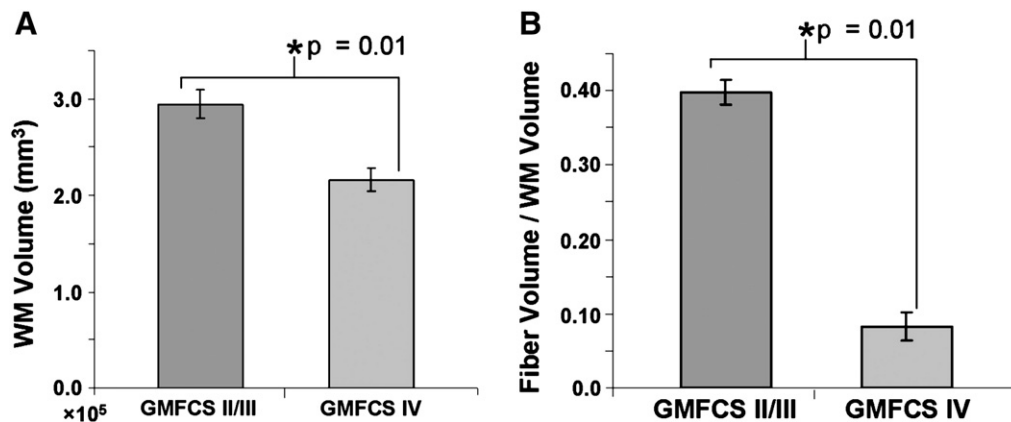 A
*p = 0.01
WM Volume (mm³)
3.0
2.0
1.0
0.0
×10⁵
GMFCS II/III
GMFCS IV
B
*p = 0.01
Fiber Volume / WM Volume
0.40
0.30
0.20
0.10
0.0
GMFCS II/III
GMFCS IV